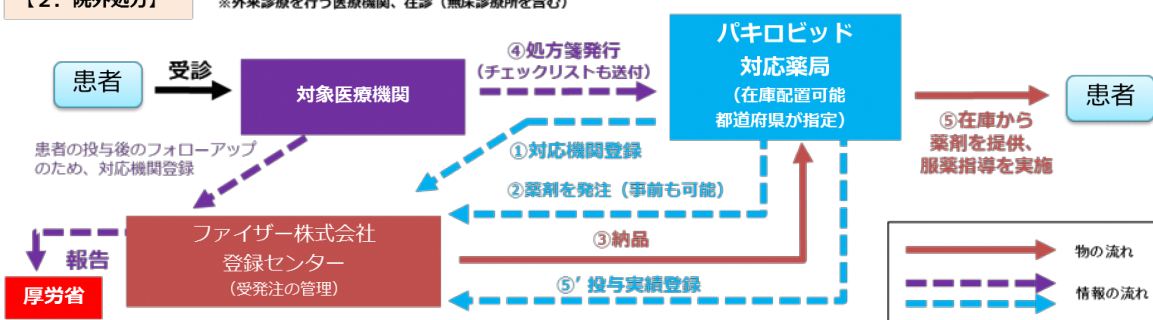 【２．院外処方】
※外来診療を行う医療機関、往診（無床診療所を含む）
患者
受診
対象医療機関
④処方箋発行
（チェックリストも送付）
パキロビッド
対応薬局
（在庫配置可能
都道府県が指定）
患者
⑤在庫から
薬剤を提供、
服薬指導を実施
患者の投与後のフォローアップ
のため、対応機関登録
①対応機関登録
②薬剤を発注（事前も可能）
③納品
⑤’投与実績登録
ファイザー株式会社
登録センター
（受発注の管理）
報告
厚労省
物の流れ
情報の流れ